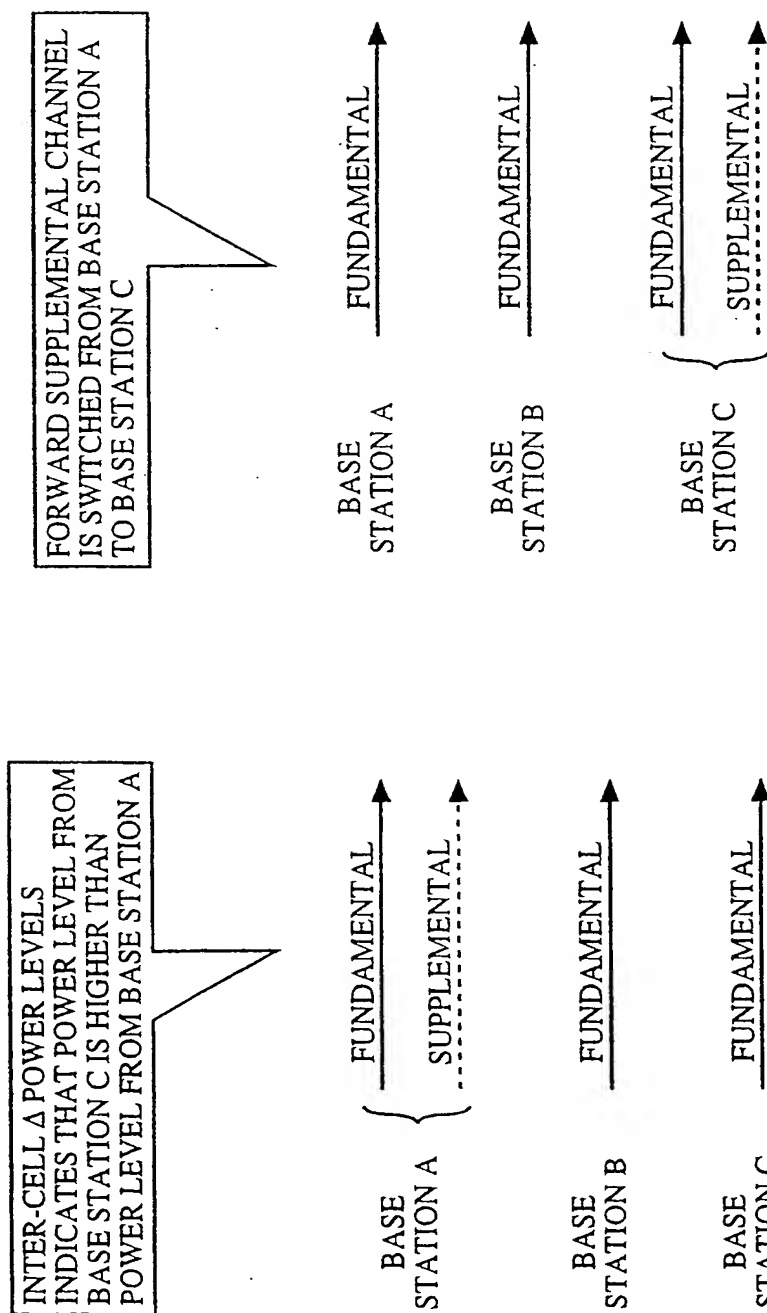 INTER-CELL Δ POWER LEVELS
INDICATES THAT POWER LEVEL FROM
BASE STATION C IS HIGHER THAN
POWER LEVEL FROM BASE STATION A
BASE
STATION A
FUNDAMENTAL
SUPPLEMENTAL
BASE
STATION B
FUNDAMENTAL
BASE
STATION C
FUNDAMENTAL
FORWARD SUPPLEMENTAL CHANNEL
IS SWITCHED FROM BASE STATION A
TO BASE STATION C
BASE
STATION A
FUNDAMENTAL
BASE
STATION B
FUNDAMENTAL
BASE
STATION C
FUNDAMENTAL
SUPPLEMENTAL